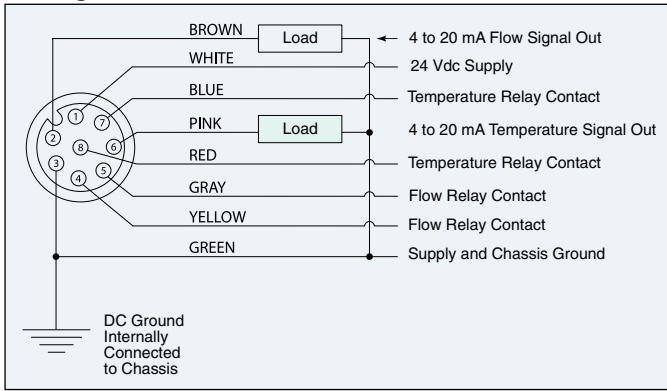 BROWN Load 4 to 20 mA Flow Signal Out
WHITE 24 Vdc Supply
BLUE Temperature Relay Contact
PINK Load 4 to 20 mA Temperature Signal Out
RED Temperature Relay Contact
GRAY Flow Relay Contact
YELLOW Flow Relay Contact
GREEN Supply and Chassis Ground
1
7
2
8
6
3
5
4
DC Ground
Internally
Connected
to Chassis